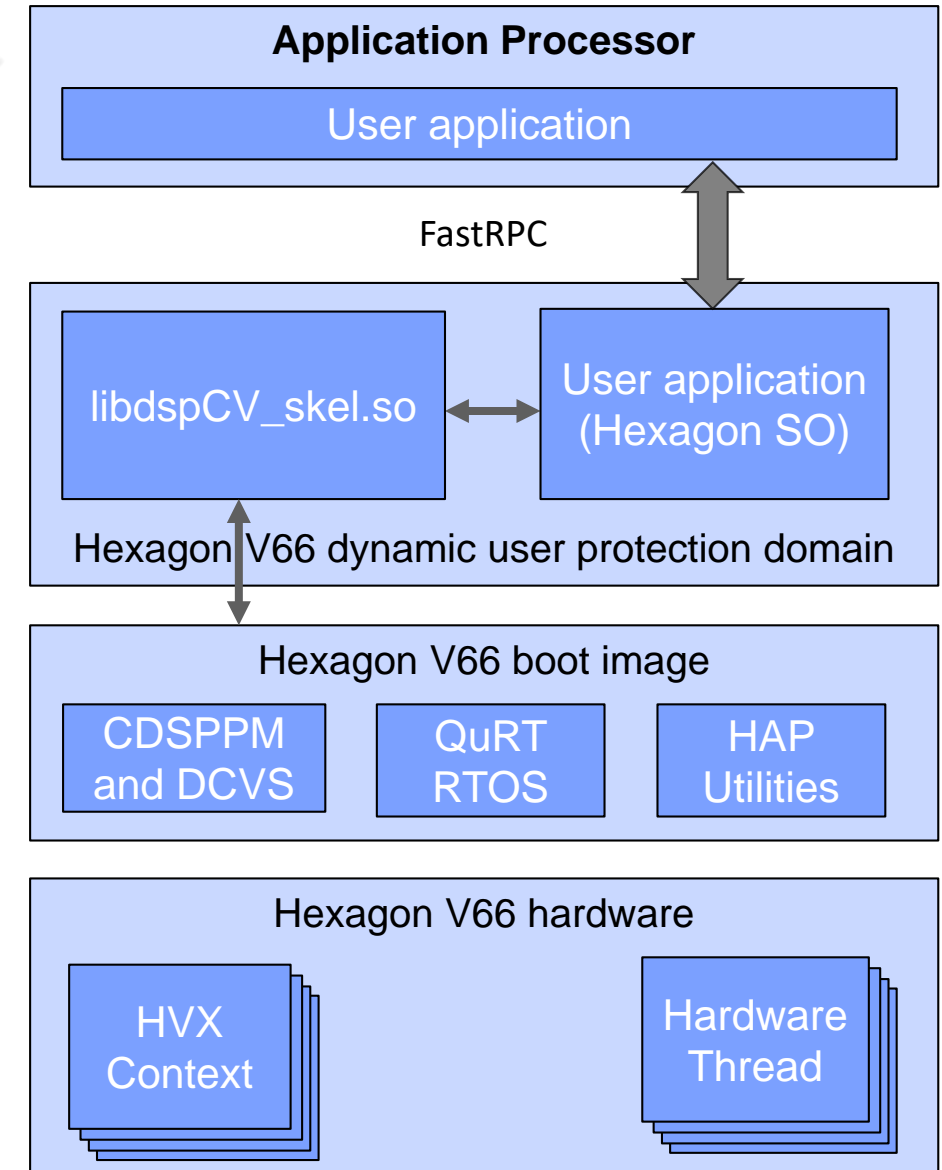 Application Processor
User application
FastRPC
libdspCV_skel.so
User application
(Hexagon SO)
Hexagon V66 dynamic user protection domain
Hexagon V66 boot image
CDSPPM
and DCVS
QuRT
RTOS
HAP
Utilities
Hexagon V66 hardware
HVX
Context
Hardware
Thread